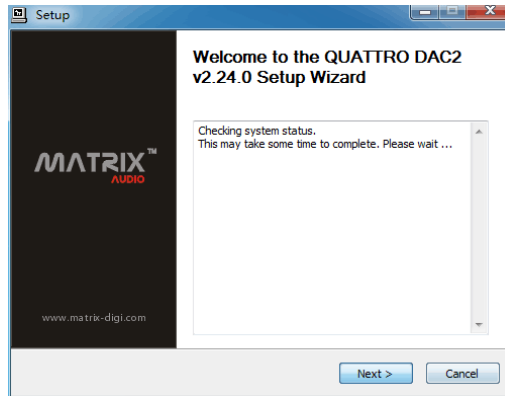 Setup
Welcome to the QUATTRO DAC2
v2.24.0 Setup Wizard
Checking system status.
This may take some time to complete. Please wait ...
MATRIX™
AUDIO
www.matrix-digi.com
Next >
Cancel